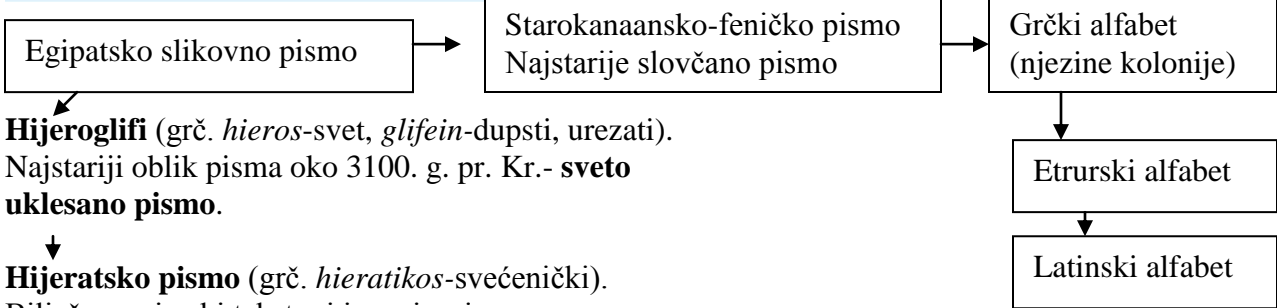 Egipatsko slikovno pismo
Starokanaansko-feničko pismo
Najstarije slovčano pismo
Grčki alfabet
(njezine kolonije)
Hijeroglifi (grč. hieros-svet, glifein-dupsti, urezati).
Najstariji oblik pisma oko 3100. g. pr. Kr.- sveto
uklesano pismo.
Etrurski alfabet
Latinski alfabet
Hijeratsko pismo (grč. hieratikos-svećenički).